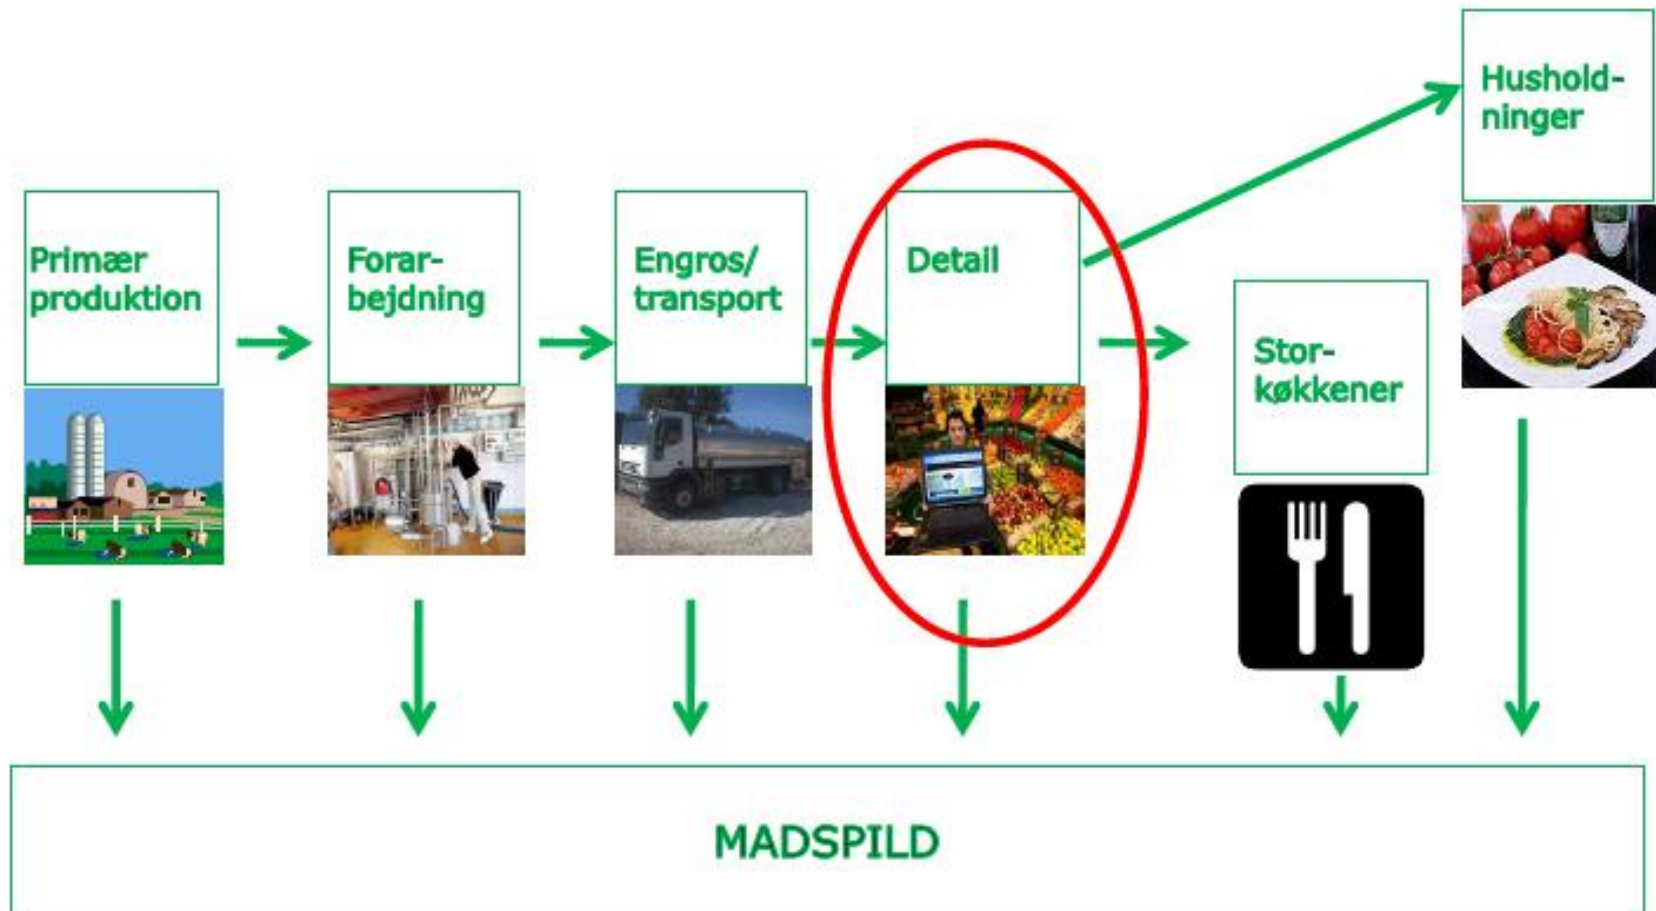 Primær
produktion
Forar-
bejdning
Engros/
transport
Detail
Stor-
køkkener
Hushold-
ninger
MADSPILD